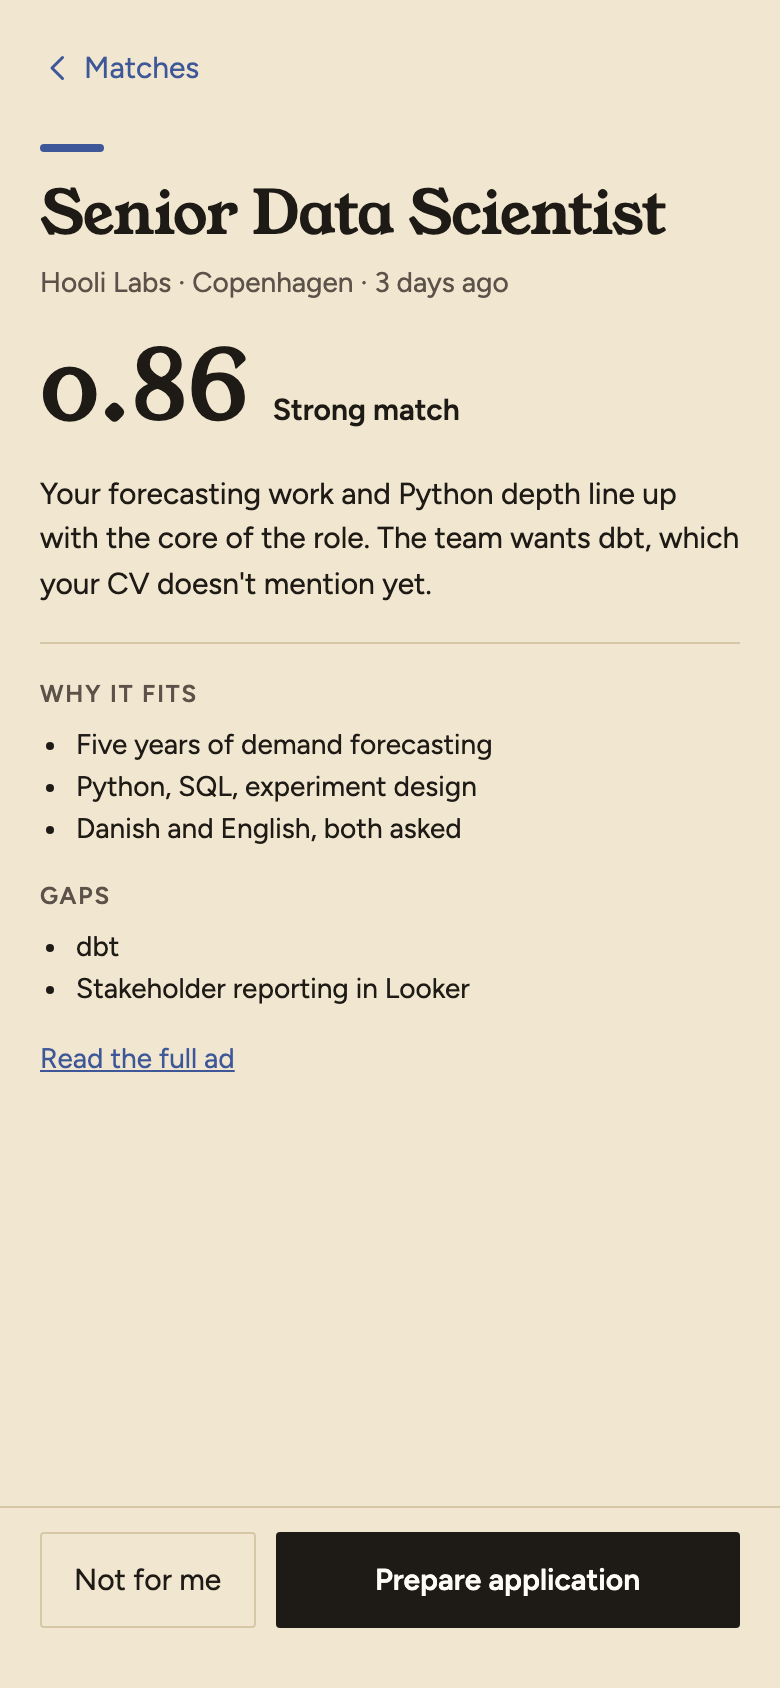 Matches
Senior Data Scientist
Hooli Labs · Copenhagen · 3 days ago
0.86 Strong match
Your forecasting work and Python depth line up
with the core of the role. The team wants dbt, which
your CV doesn't mention yet.
WHY IT FITS
• Five years of demand forecasting
• Python, SQL, experiment design
• Danish and English, both asked
GAPS
• dbt
• Stakeholder reporting in Looker
Read the full ad
Not for me
Prepare application